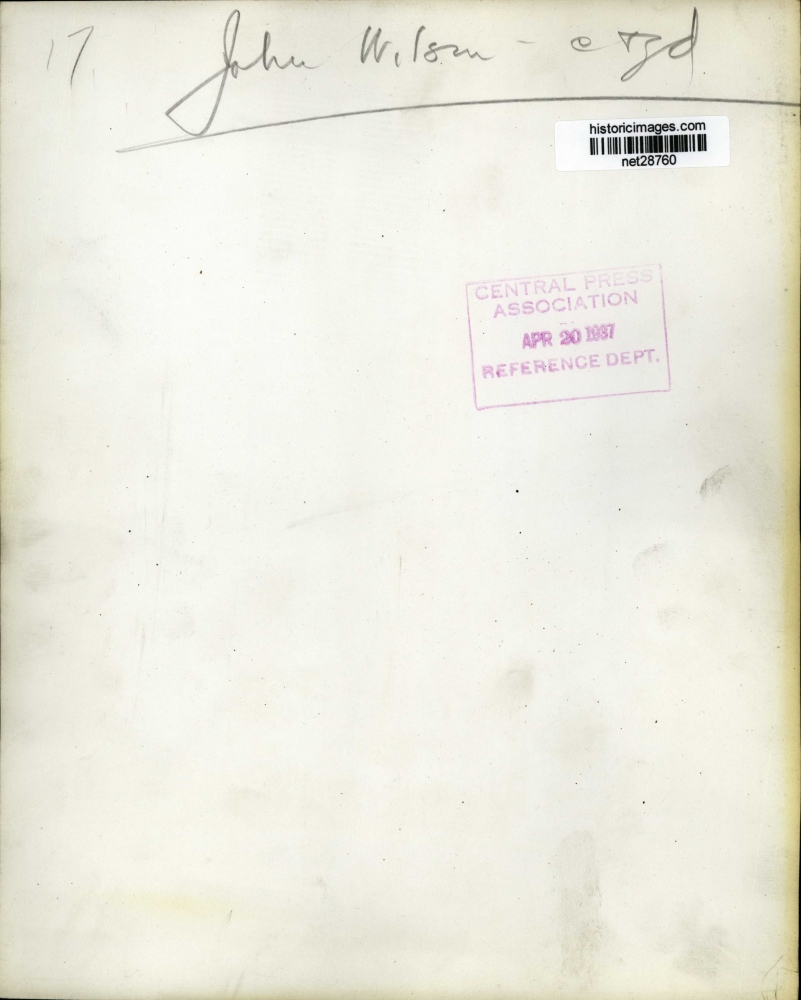 17
John Wilson -
historicimages.com
net28760
CENTRAL PRESS
ASSOCIATION
APR 20 1937
REFERENCE DEPT.